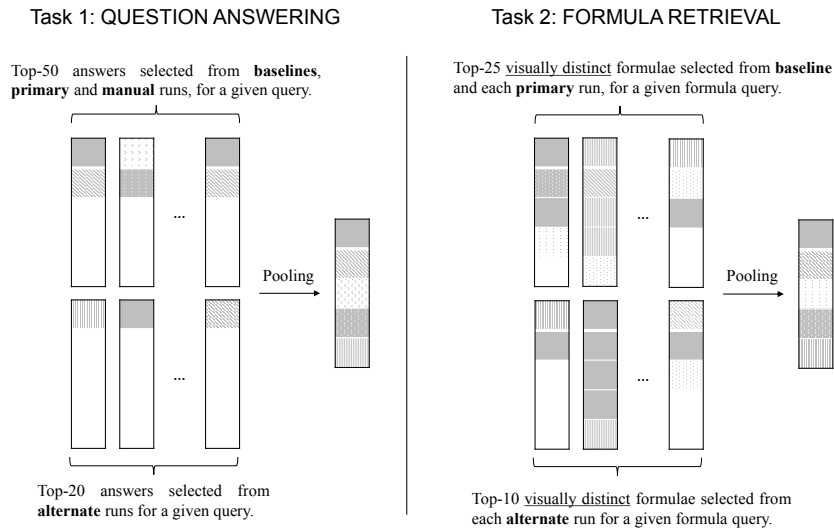 Task 1: QUESTION ANSWERING
Top-50 answers selected from baselines,
primary and manual runs, for a given query.
...
Pooling
...
Top-20 answers selected from
alternate runs for a given query.
Task 2: FORMULA RETRIEVAL
Top-25 visually distinct formulae selected from baseline
and each primary run, for a given formula query.
...
Pooling
...
Top-10 visually distinct formulae selected from
each alternate run for a given formula query.